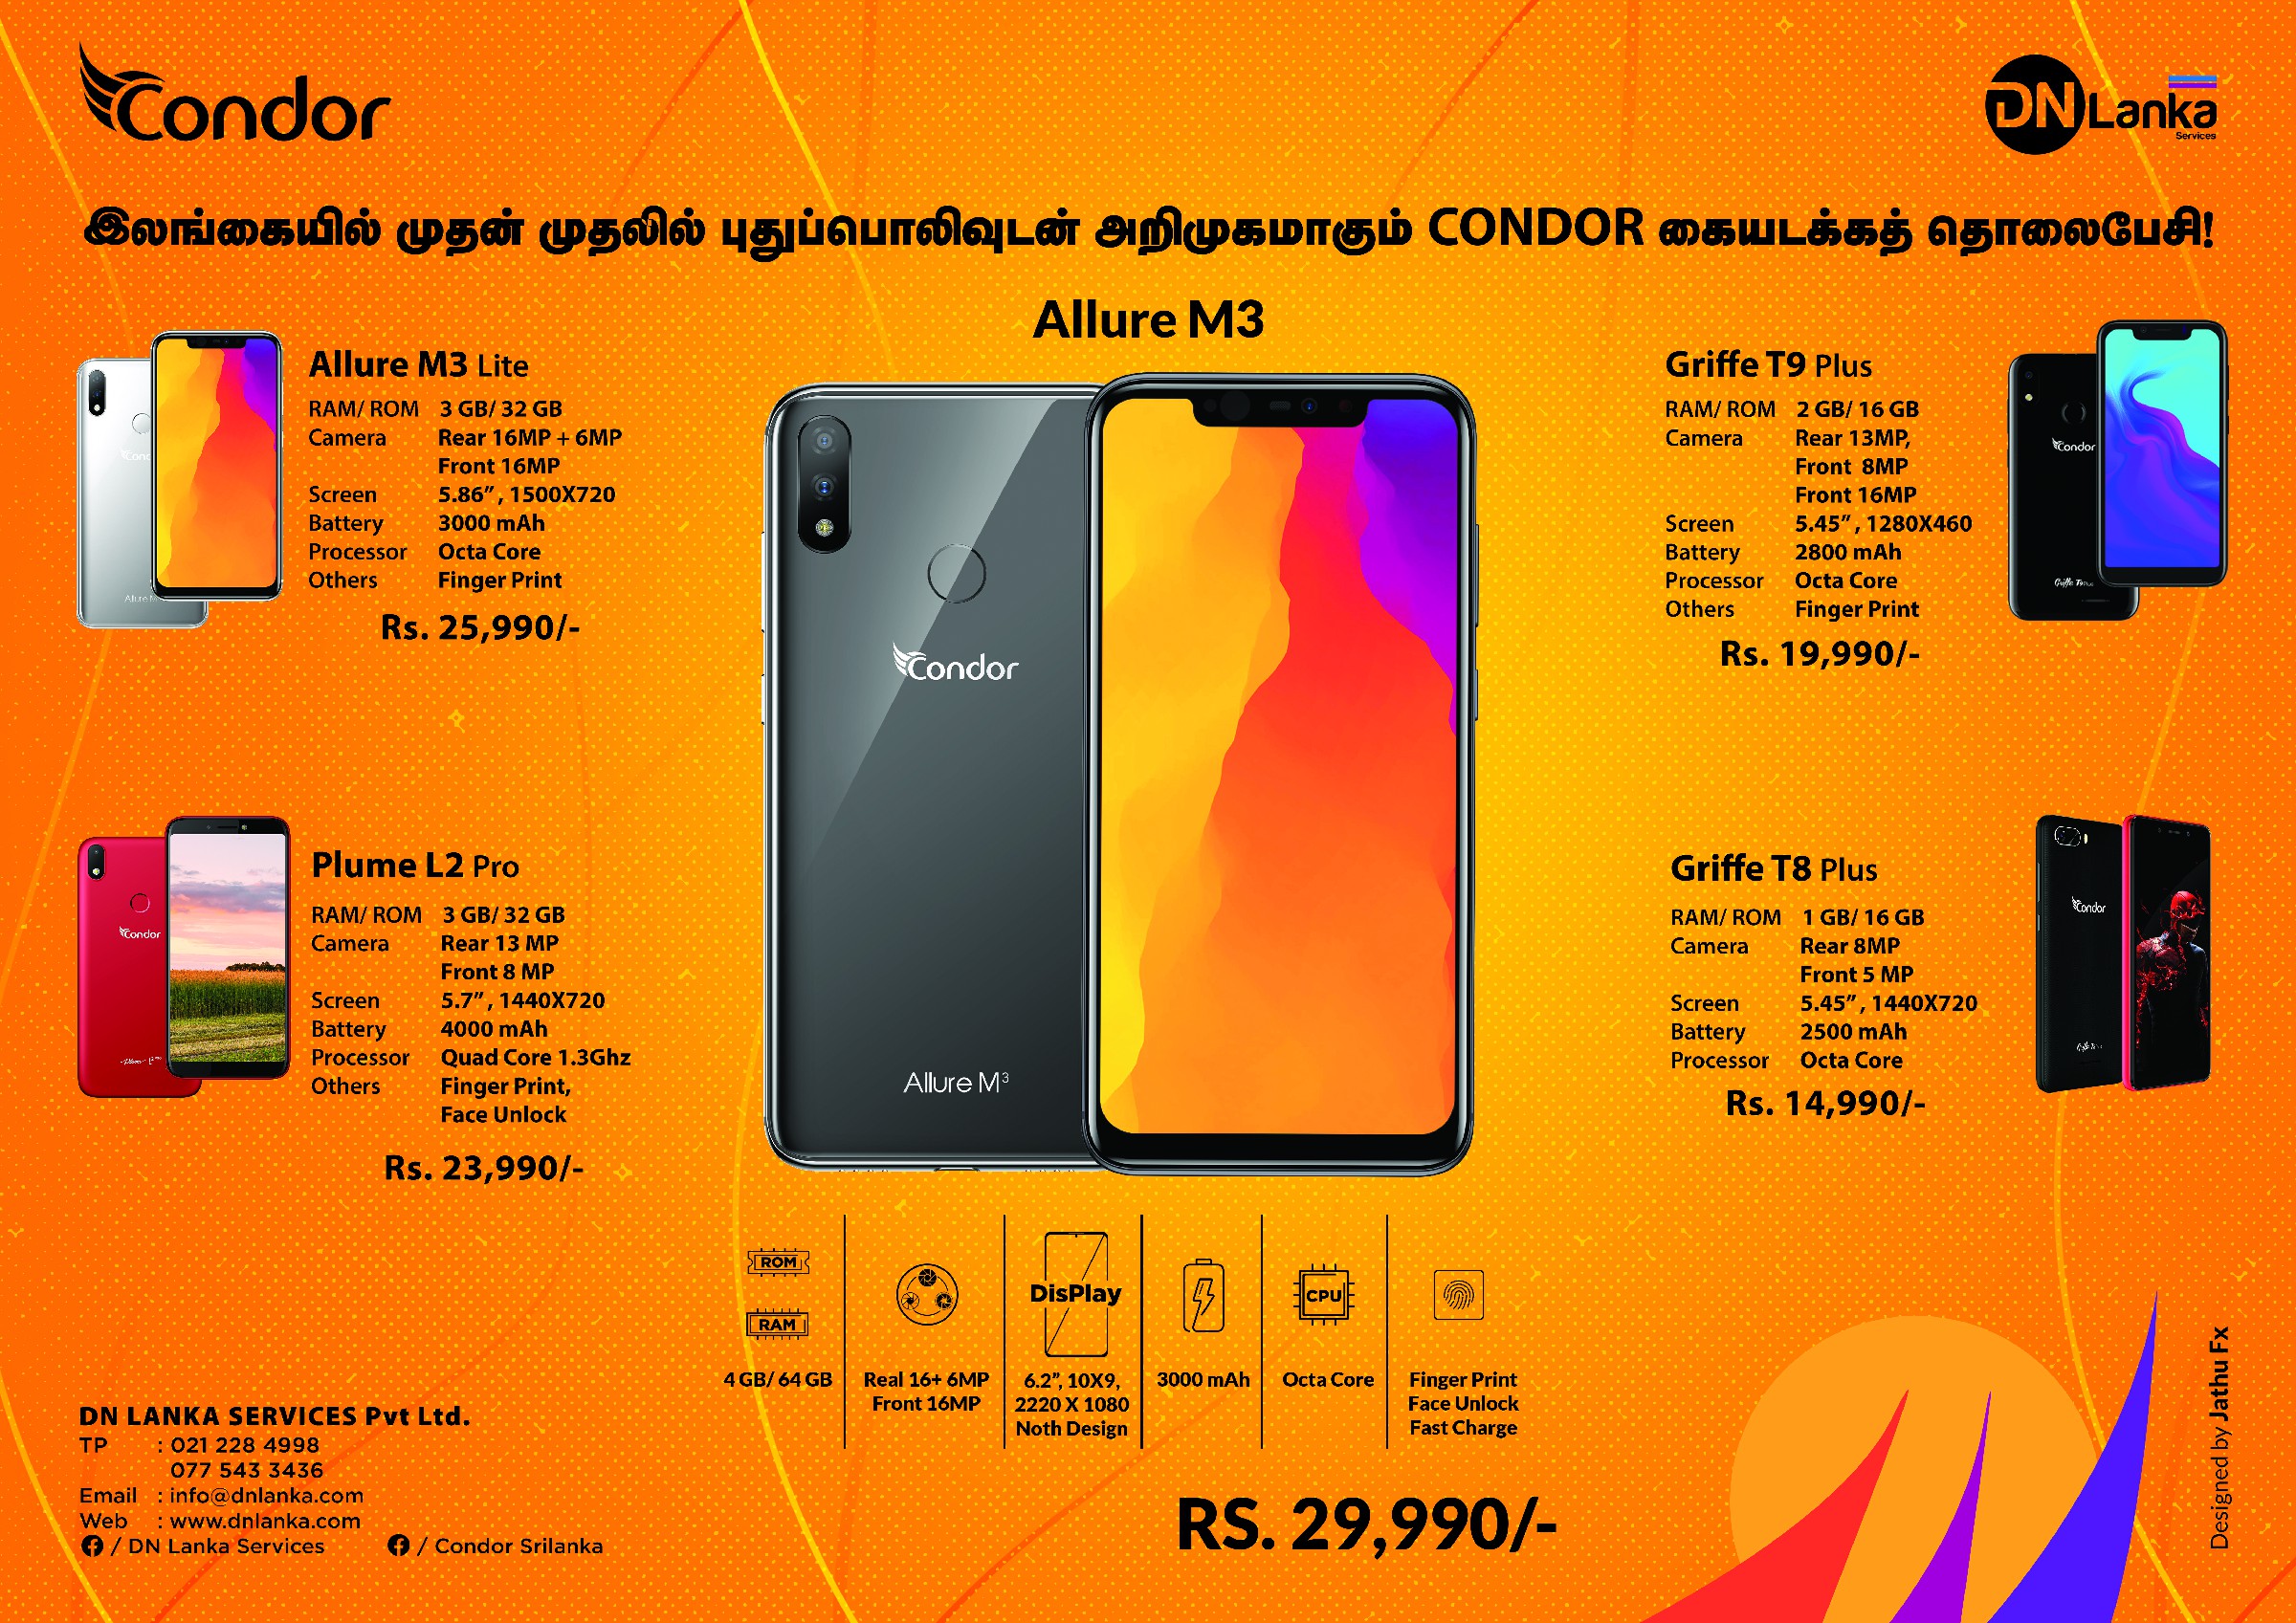 Condor
DN Lanka
Services
இலங்கையில் முதன் முதலில் புதுப்பொலிவுடன் அறிமுகமாகும் CONDOR கையடக்கத் தொலைபேசி!
Allure M3
Allure M3 Lite
RAM/ ROM 3 GB/ 32 GB
Camera Rear 16MP + 6MP
Front 16MP
Screen 5.86” , 1500X720
Battery 3000 mAh
Processor Octa Core
Others Finger Print
Rs. 25,990/-
Griffe T9 Plus
RAM/ ROM 2 GB/ 16 GB
Camera Rear 13MP,
Front 8MP
Front 16MP
Screen 5.45” , 1280X460
Battery 2800 mAh
Processor Octa Core
Others Finger Print
Rs. 19,990/-
Condor
Condor
Allure M3
Plume L2 Pro
RAM/ ROM 3 GB/ 32 GB
Camera Rear 13 MP
Front 8 MP
Screen 5.7” , 1440X720
Battery 4000 mAh
Processor Quad Core 1.3Ghz
Others Finger Print,
Face Unlock
Rs. 23,990/-
Condor
Griffe T8 Plus
RAM/ ROM 1 GB/ 16 GB
Camera Rear 8MP
Front 5 MP
Screen 5.45” , 1440X720
Battery 2500 mAh
Processor Octa Core
Rs. 14,990/-
Condor
ROM
RAM
4 GB/ 64 GB
Real 16+ 6MP
Front 16MP
DisPlay
6.2”, 10X9,
2220 X 1080
Noth Design
3000 mAh
CPU
Octa Core
Finger Print
Face Unlock
Fast Charge
RS. 29,990/-
DN LANKA SERVICES Pvt Ltd.
TP : 021 228 4998
077 543 3436
Email : info@dnlanka.com
Web : www.dnlanka.com
/ DN Lanka Services / Condor Srilanka
Designed by Jathu Fx